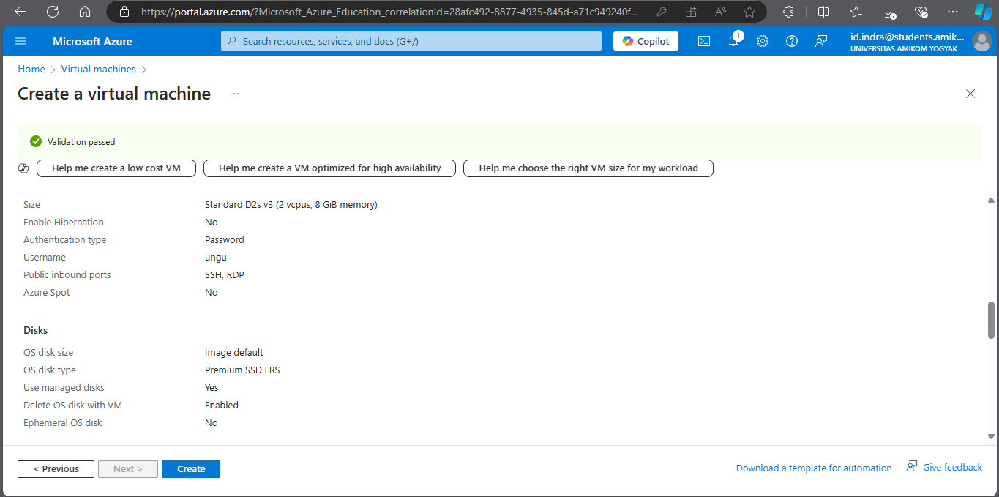 https://portal.azure.com/?Microsoft_Azure_Education_correlationId=28afc492-8877-4935-845d-a71c949240f...
Microsoft Azure
Search resources, services, and docs (G+/)
Copilot
1
id.indra@students.amik...
UNIVERSITAS AMIKOM YOGYAK...
Home > Virtual machines >
Create a virtual machine ...
Validation passed
Help me create a low cost VM
Help me create a VM optimized for high availability
Help me choose the right VM size for my workload
Size Standard D2s v3 (2 vcpus, 8 GiB memory)
Enable Hibernation No
Authentication type Password
Username ungu
Public inbound ports SSH, RDP
Azure Spot No
Disks
OS disk size Image default
OS disk type Premium SSD LRS
Use managed disks Yes
Delete OS disk with VM Enabled
Ephemeral OS disk No
< Previous
Next >
Create
Download a template for automation
Give feedback